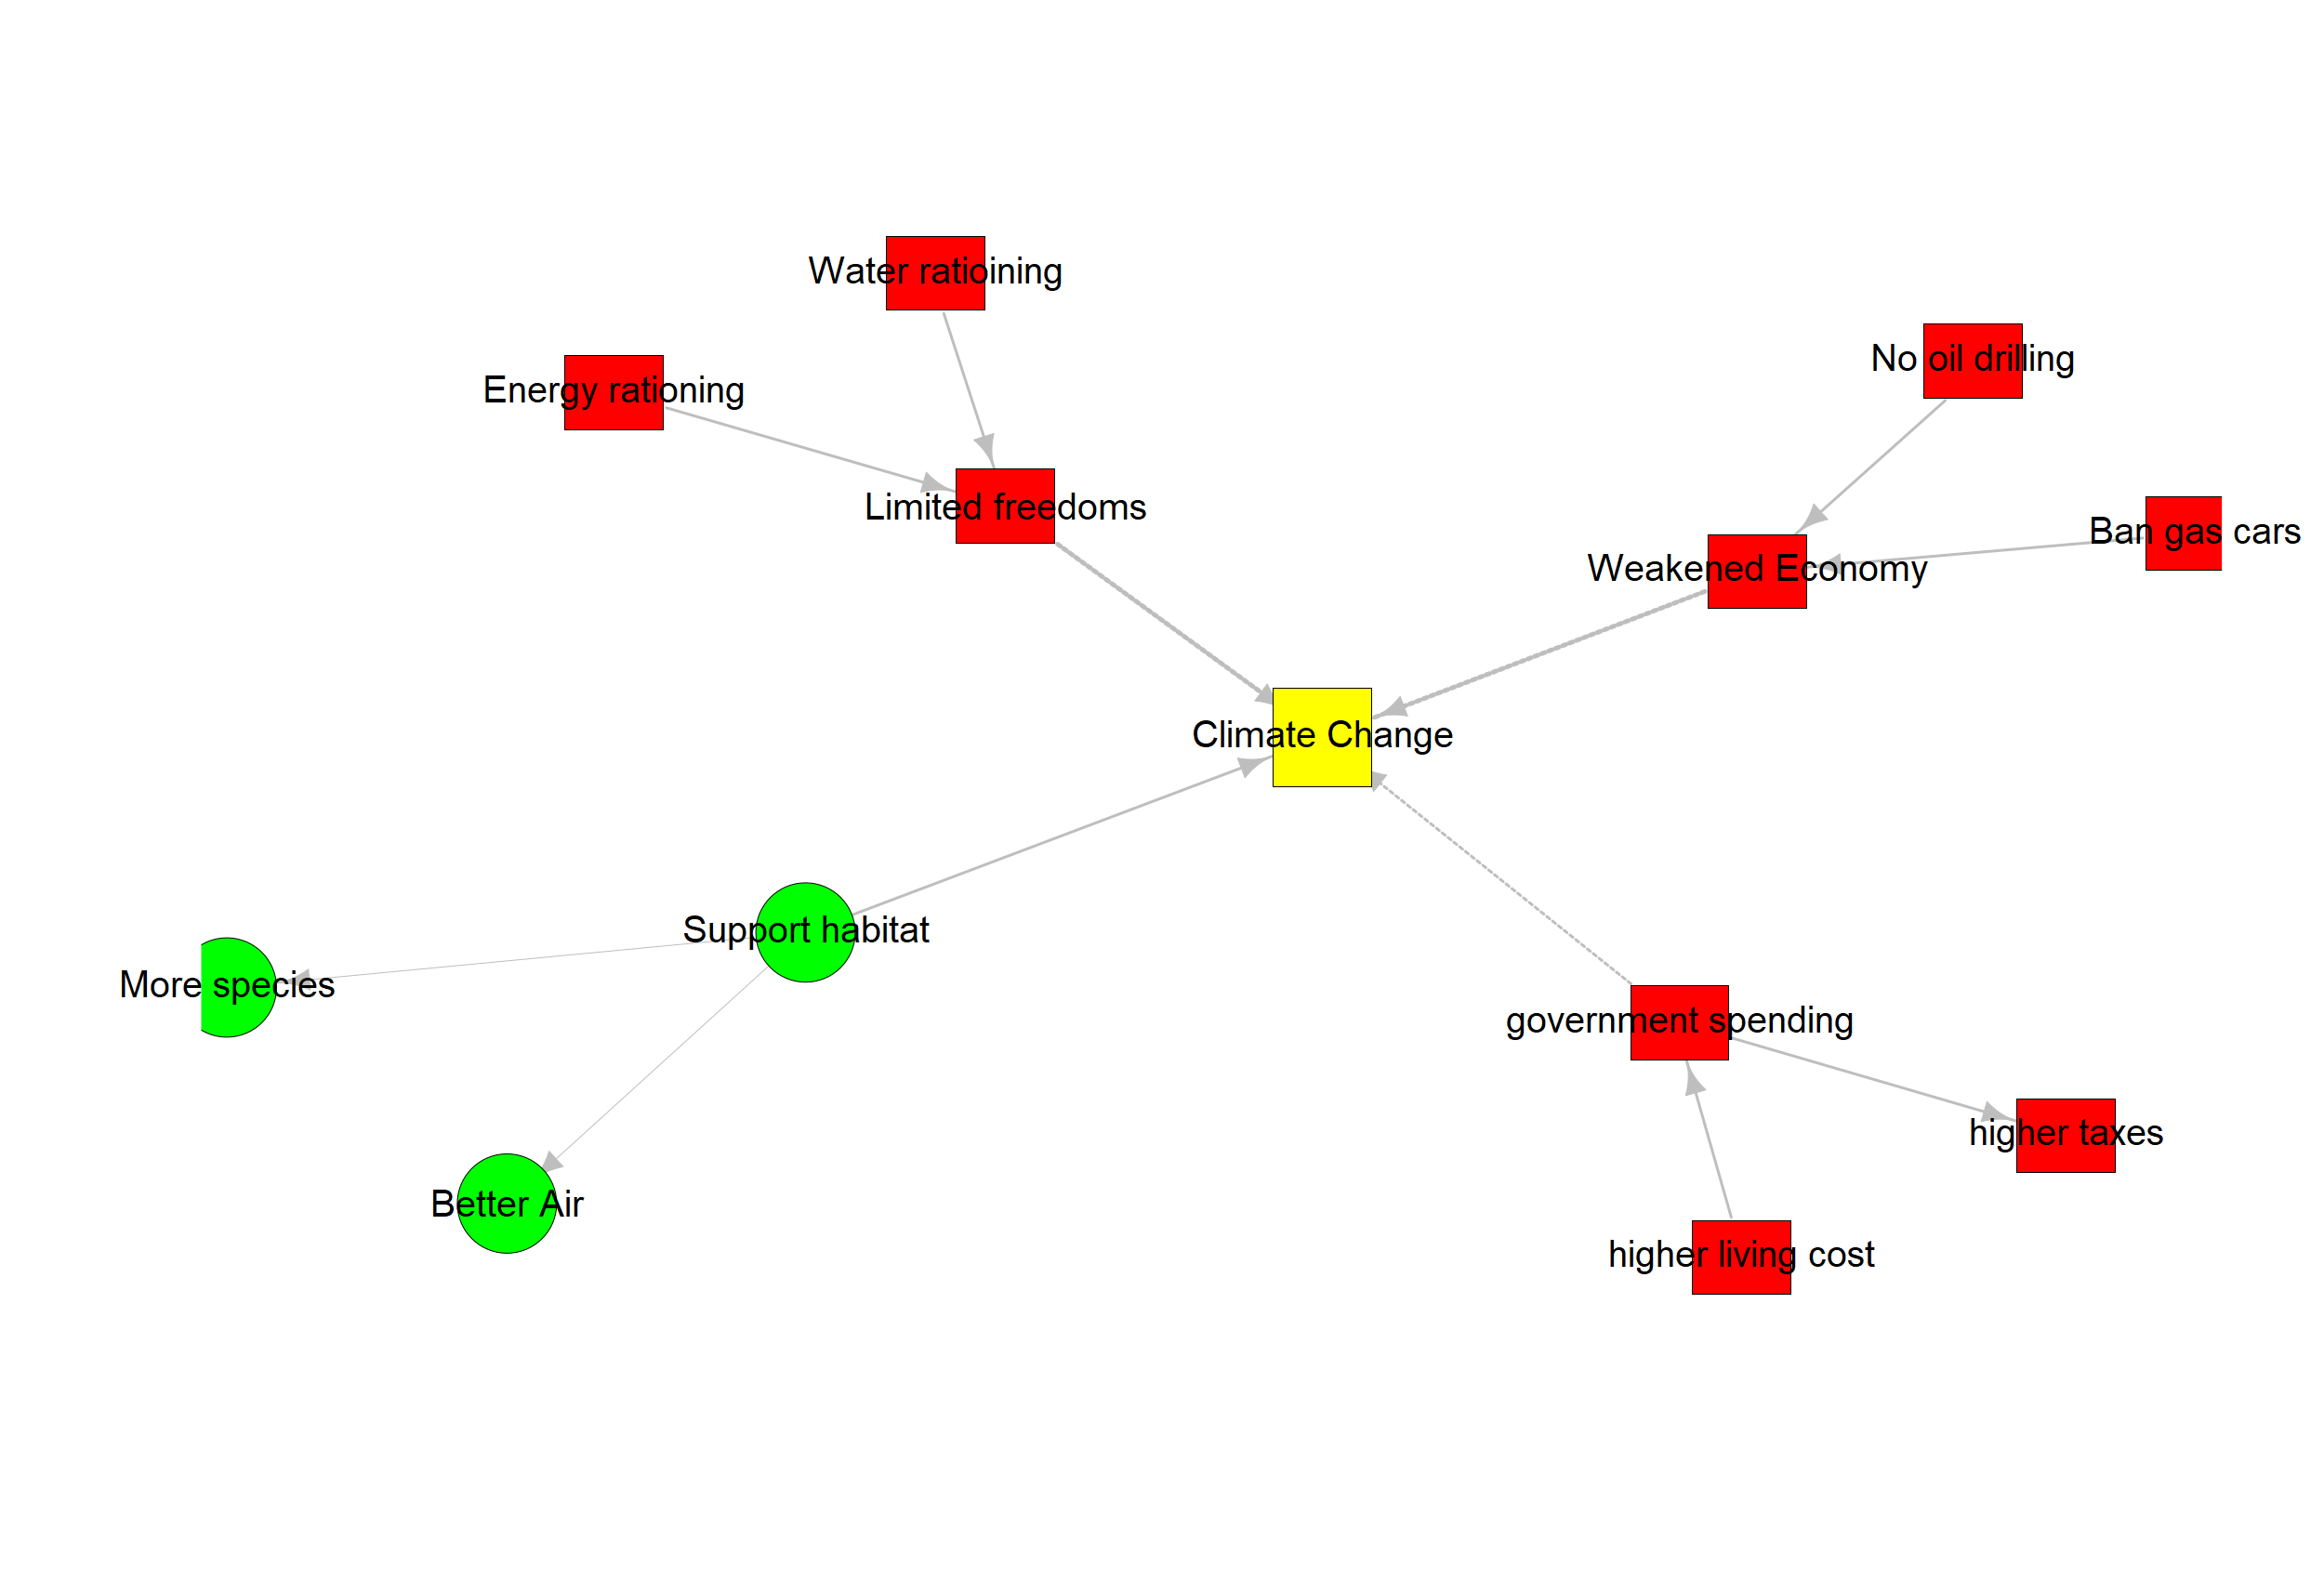 Water ratioining
No oil drilling
Energy rationing
Limited freedoms
Ban gas cars
Weakened Economy
Climate Change
Support habitat
More species
government spending
higher taxes
Better Air
higher living cost